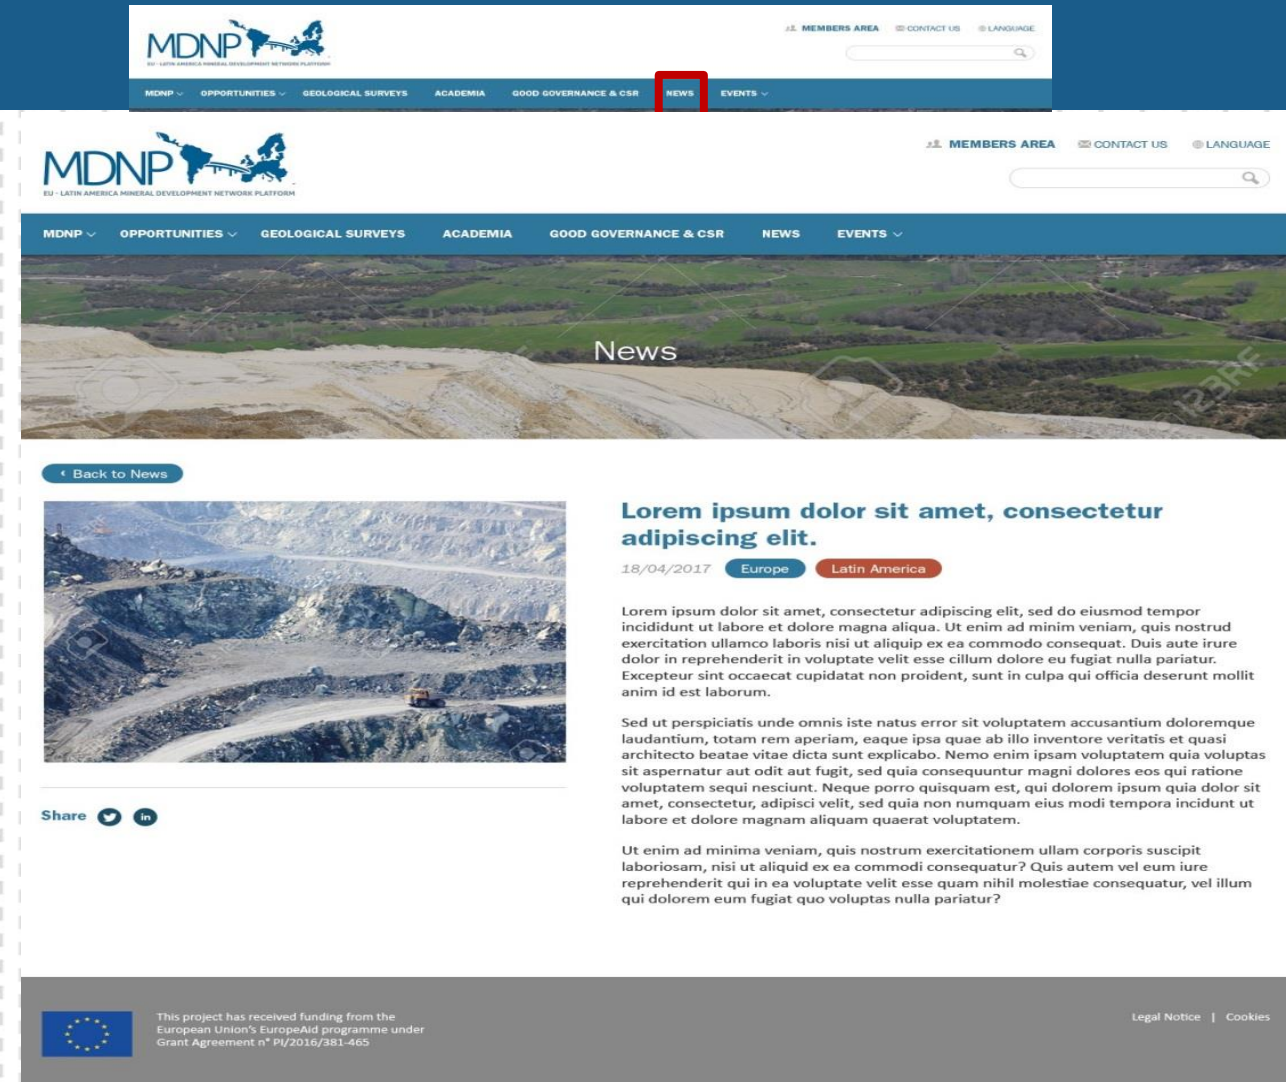 MDNP
EU - LATIN AMERICA MINERAL DEVELOPMENT NETWORK PLATFORM
MEMBERS AREA CONTACT US LANGUAGE
MDNP OPPORTUNITIES GEOLOGICAL SURVEYS ACADEMIA GOOD GOVERNANCE & CSR NEWS EVENTS
MDNP
EU - LATIN AMERICA MINERAL DEVELOPMENT NETWORK PLATFORM
MEMBERS AREA CONTACT US LANGUAGE
MDNP OPPORTUNITIES GEOLOGICAL SURVEYS ACADEMIA GOOD GOVERNANCE & CSR NEWS EVENTS
News
123RF
Back to News
Lorem ipsum dolor sit amet, consectetur
adipiscing elit.
18/04/2017 Europe Latin America
Lorem ipsum dolor sit amet, consectetur adipiscing elit, sed do eiusmod tempor
incididunt ut labore et dolore magna aliqua. Ut enim ad minim veniam, quis nostrud
exercitation ullamco laboris nisi ut aliquip ex ea commodo consequat. Duis aute irure
dolor in reprehenderit in voluptate velit esse cillum dolore eu fugiat nulla pariatur.
Excepteur sint occaecat cupidatat non proident, sunt in culpa qui officia deserunt mollit
anim id est laborum.
Sed ut perspiciatis unde omnis iste natus error sit voluptatem accusantium doloremque
laudantium, totam rem aperiam, eaque ipsa quae ab illo inventore veritatis et quasi
architecto beatae vitae dicta sunt explicabo. Nemo enim ipsam voluptatem quia voluptas
sit aspernatur aut odit aut fugit, sed quia consequuntur magni dolores eos qui ratione
voluptatem sequi nesciunt. Neque porro quisquam est, qui dolorem ipsum quia dolor sit
amet, consectetur, adipisci velit, sed quia non numquam eius modi tempora incidunt ut
labore et dolore magnam aliquam quaerat voluptatem.
Ut enim ad minima veniam, quis nostrum exercitationem ullam corporis suscipit
laboriosam, nisi ut aliquid ex ea commodi consequatur? Quis autem vel eum iure
reprehenderit qui in ea voluptate velit esse quam nihil molestiae consequatur, vel illum
qui dolorem eum fugiat quo voluptas nulla pariatur?
Share in
This project has received funding from the
European Union's EuropeAid programme under
Grant Agreement n° PI/2016/381-465
Legal Notice | Cookies